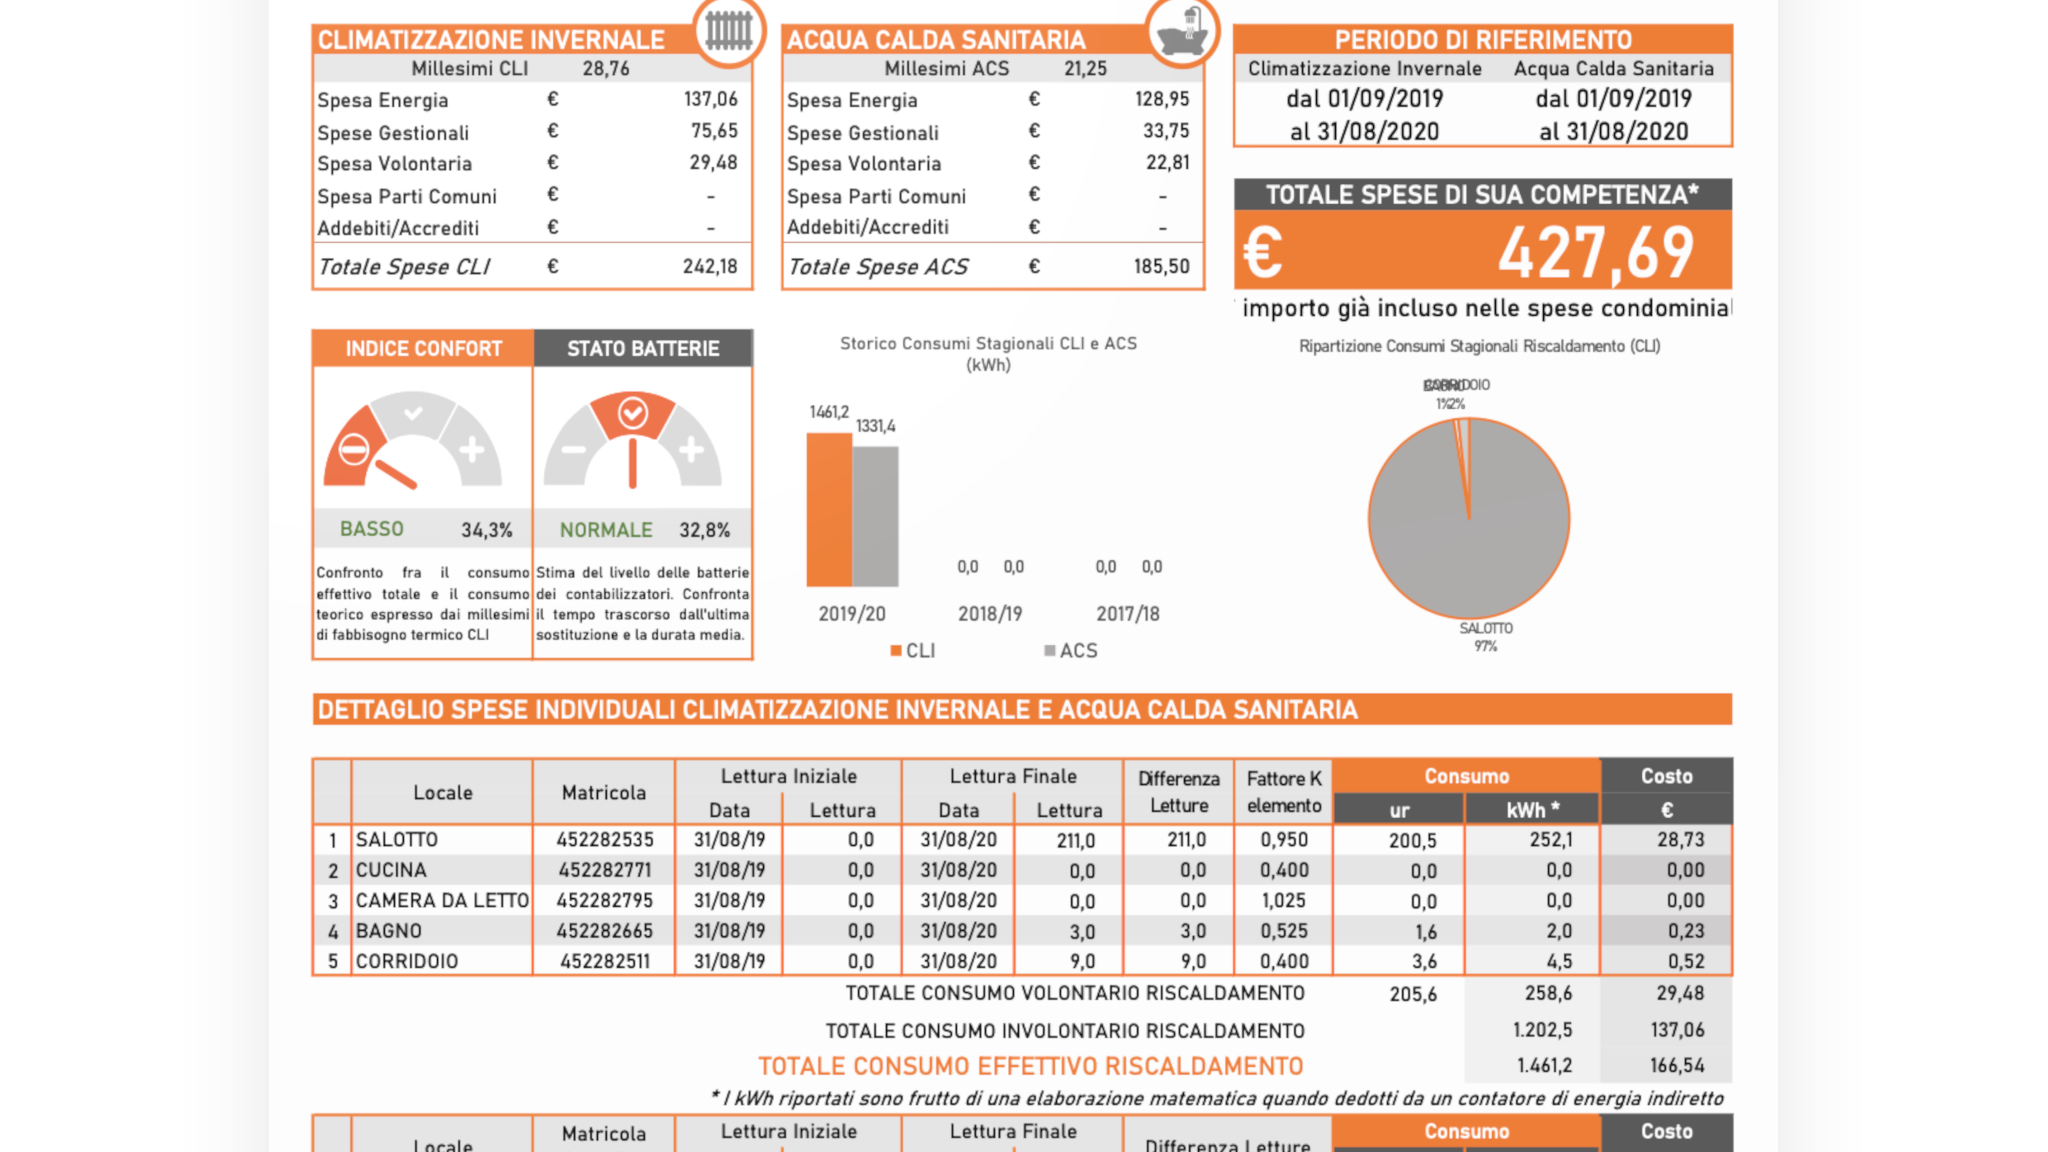 CLIMATIZZAZIONE INVERNALE
Millesimi CLI 28,76
Spesa Energia € 137,06
Spese Gestionali € 75,65
Spesa Volontaria € 29,48
Spesa Parti Comuni € -
Addebiti/Accrediti € -
Totale Spese CLI € 242,18
ACQUA CALDA SANITARIA
Millesimi ACS 21,25
Spesa Energia € 128,95
Spese Gestionali € 33,75
Spesa Volontaria € 22,81
Spesa Parti Comuni € -
Addebiti/Accrediti € -
Totale Spese ACS € 185,50
PERIODO DI RIFERIMENTO
Climatizzazione Invernale Acqua Calda Sanitaria
dal 01/09/2019 dal 01/09/2019
al 31/08/2020 al 31/08/2020
TOTALE SPESE DI SUA COMPETENZA*
€ 427,69
importo già incluso nelle spese condominial
INDICE CONFORT
BASSO 34,3%
Confronto fra il consumo
effettivo totale e il consumo
teorico espresso dai millesimi
di fabbisogno termico CLI
STATO BATTERIE
NORMALE 32,8%
Stima del livello delle batterie
dei contabilizzatori. Confronta
il tempo trascorso dall'ultima
sostituzione e la durata media.
Storico Consumi Stagionali CLI e ACS
(kWh)
1461,2
1331,4
0,0 0,0 0,0 0,0
2019/20 2018/19 2017/18
CLI ACS
Ripartizione Consumi Stagionali Riscaldamento (CLI)
BAGNO CORRIDOIO
1% 2%
SALOTTO
97%
DETTAGLIO SPESE INDIVIDUALI CLIMATIZZAZIONE INVERNALE E ACQUA CALDA SANITARIA
Locale Matricola Lettura Iniziale Lettura Finale Differenza Letture Fattore K elemento Consumo Costo
Data Lettura Data Lettura ur kWh * €
1 SALOTTO 452282535 31/08/19 0,0 31/08/20 211,0 211,0 0,950 200,5 252,1 28,73
2 CUCINA 452282771 31/08/19 0,0 31/08/20 0,0 0,0 0,400 0,0 0,0 0,00
3 CAMERA DA LETTO 452282795 31/08/19 0,0 31/08/20 0,0 0,0 1,025 0,0 0,0 0,00
4 BAGNO 452282665 31/08/19 0,0 31/08/20 3,0 3,0 0,525 1,6 2,0 0,23
5 CORRIDOIO 452282511 31/08/19 0,0 31/08/20 9,0 9,0 0,400 3,6 4,5 0,52
TOTALE CONSUMO VOLONTARIO RISCALDAMENTO 205,6 258,6 29,48
TOTALE CONSUMO INVOLONTARIO RISCALDAMENTO 1.202,5 137,06
TOTALE CONSUMO EFFETTIVO RISCALDAMENTO 1.461,2 166,54
* I kWh riportati sono frutto di una elaborazione matematica quando dedotti da un contatore di energia indiretto
Locale Matricola Lettura Iniziale Lettura Finale Differenza Letture Consumo Costo